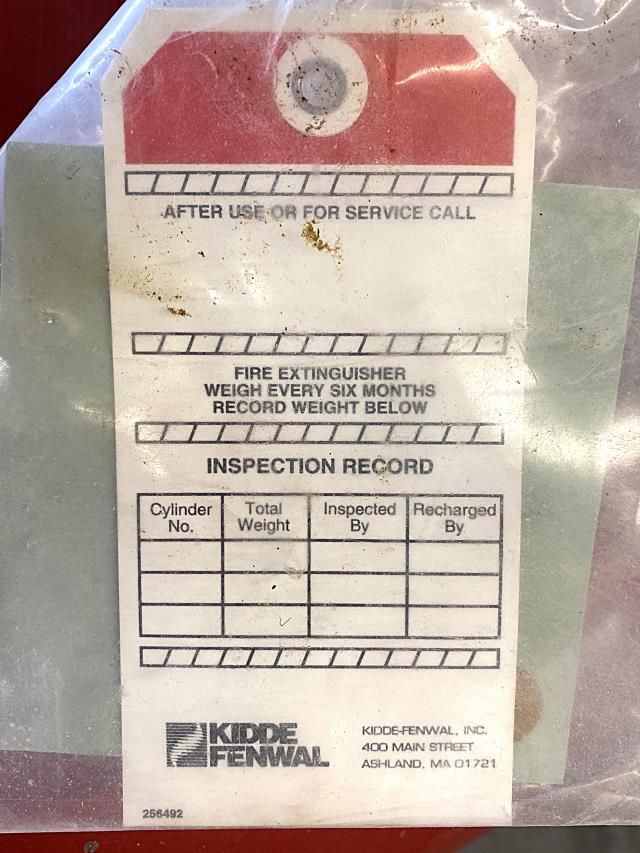 AFTER USE OR FOR SERVICE CALL
FIRE EXTINGUISHER
WEIGH EVERY SIX MONTHS
RECORD WEIGHT BELOW
INSPECTION RECORD
Cylinder No.
Total Weight
Inspected By
Recharged By
KIDDE
FENWAL
KIDDE-FENWAL, INC.
400 MAIN STREET
ASHLAND, MA 01721
256492